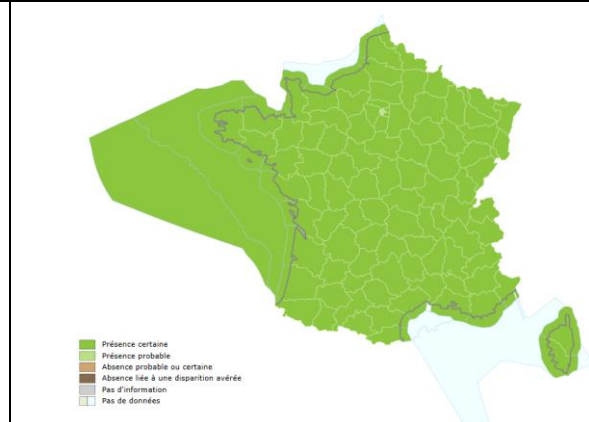 Présence certaine
Présence probable
Absence probable ou certaine
Absence liée à une disparition avérée
Pas d'information
Pas de données